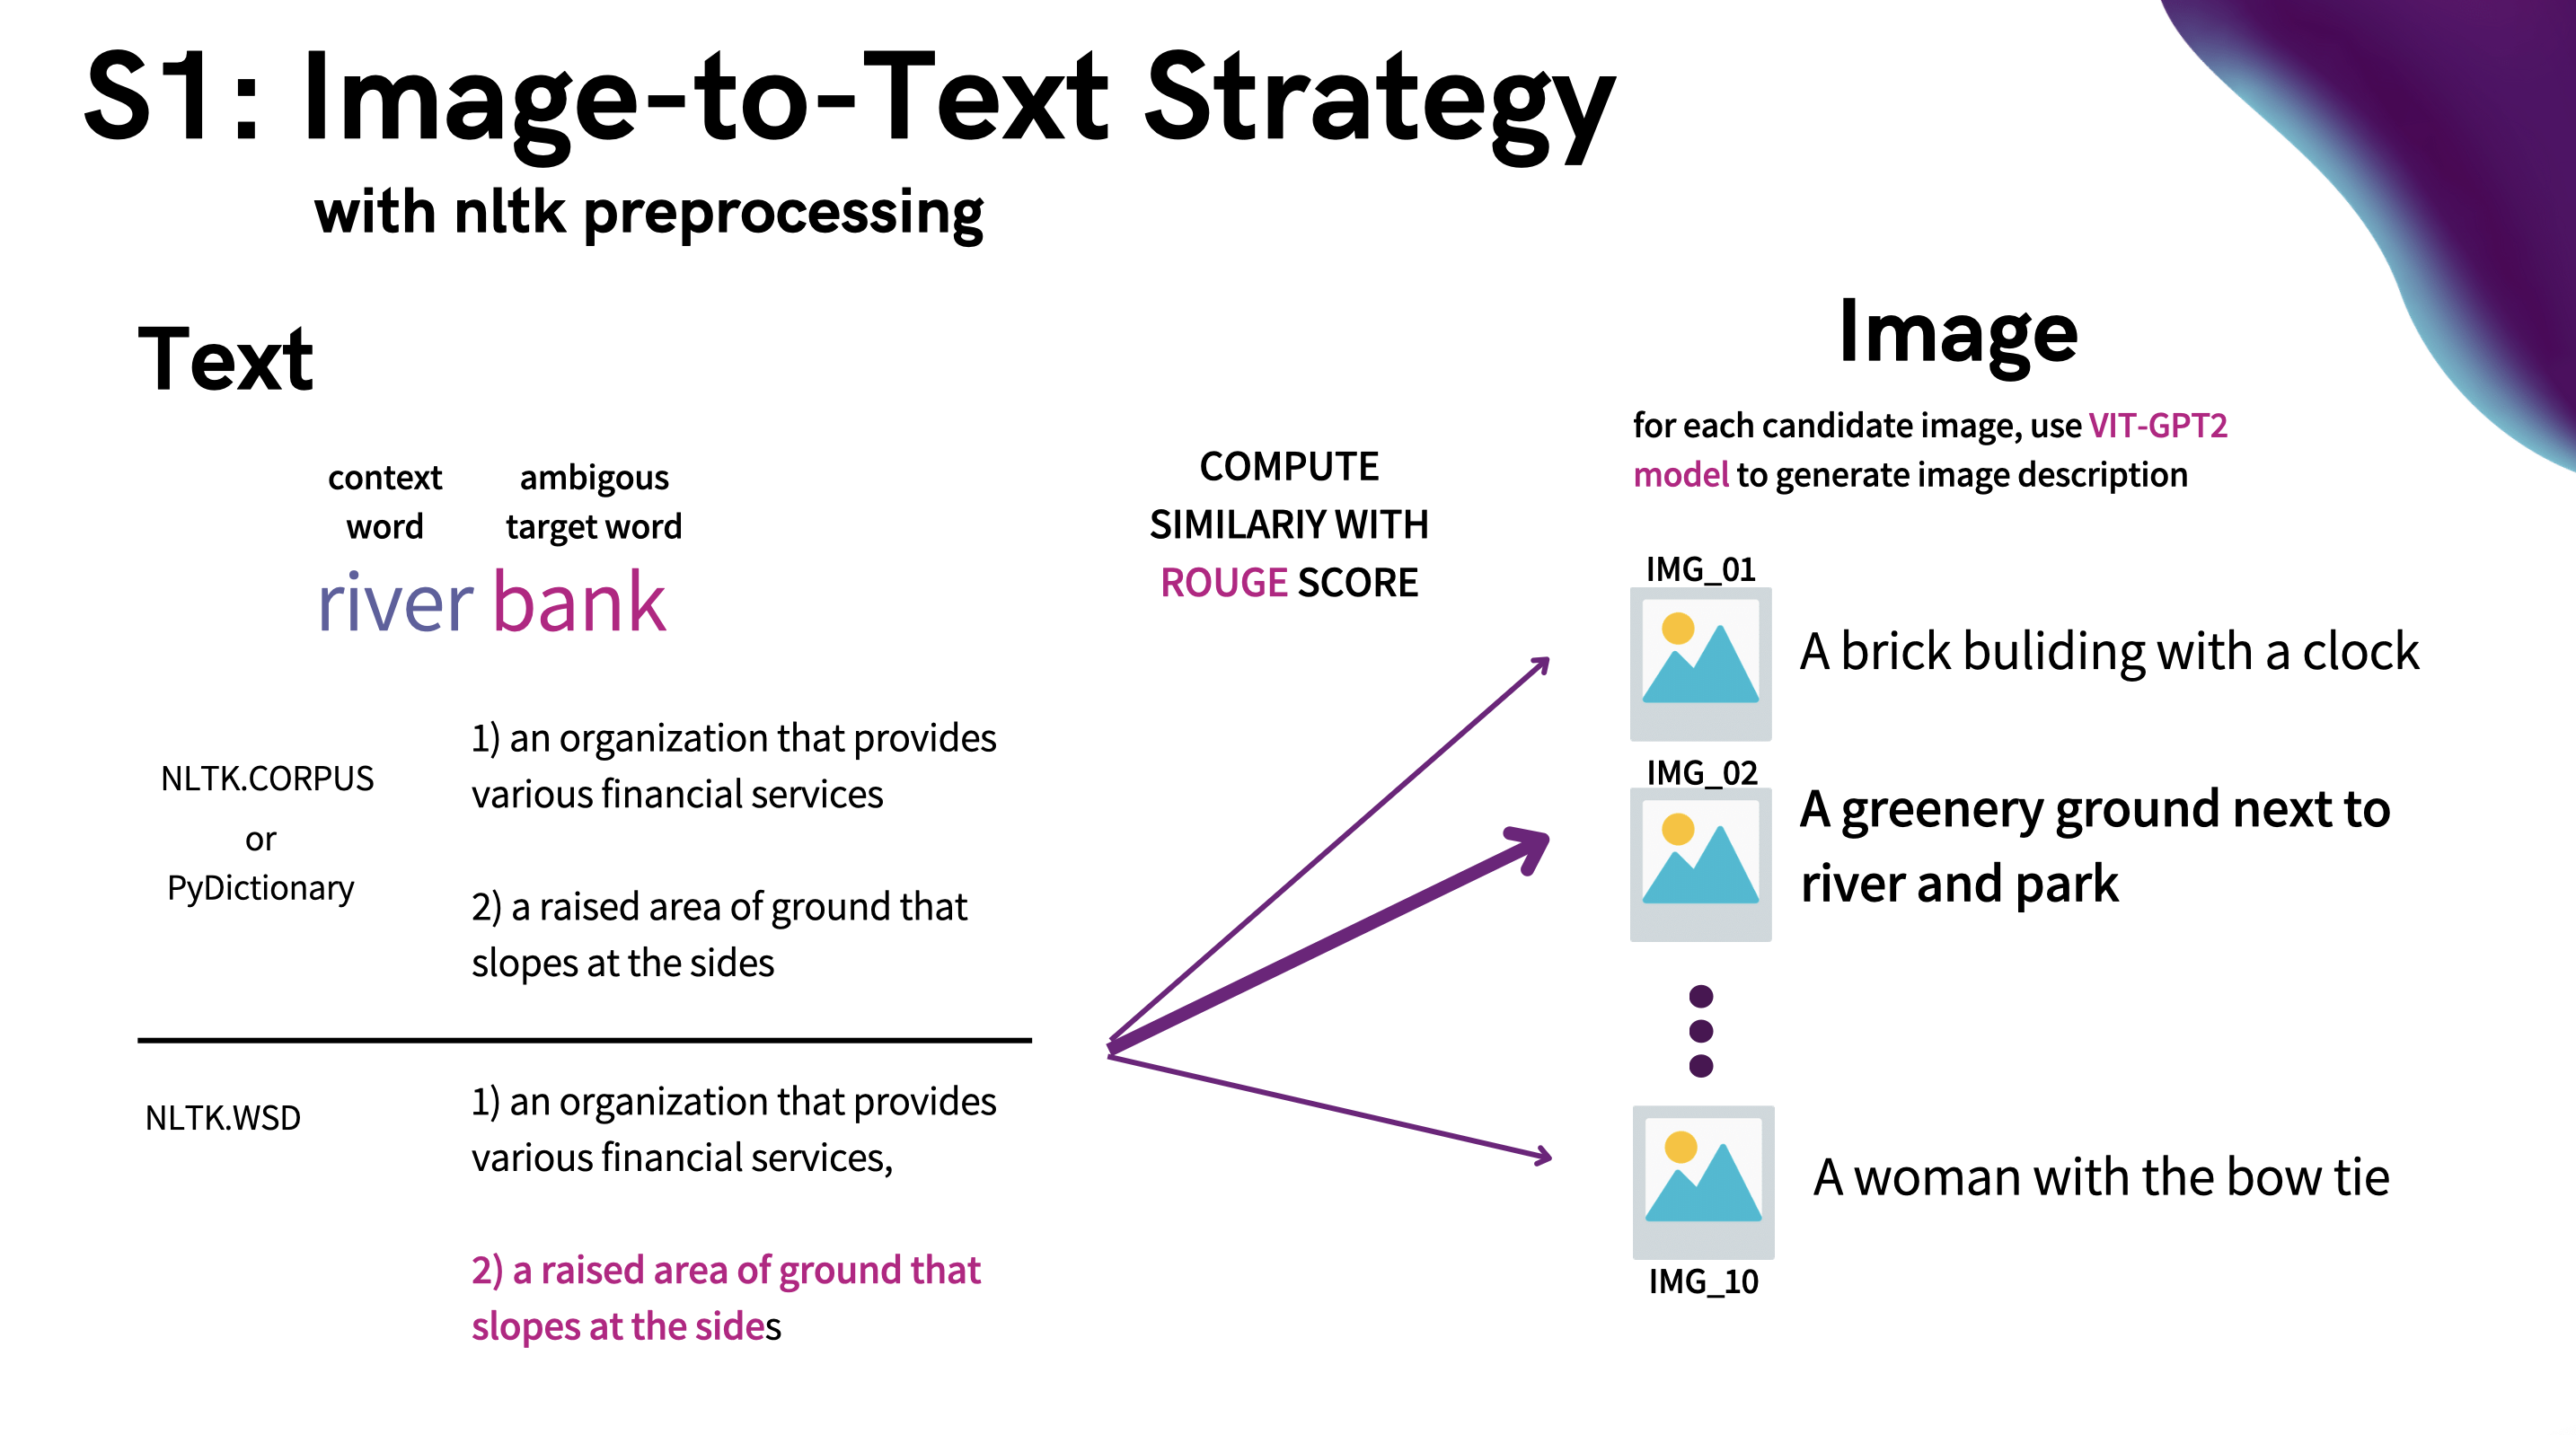 S1: Image-to-Text Strategy
with nltk preprocessing
Text
context
word
ambigous
target word
river bank
NLTK.CORPUS
or
PyDictionary
1) an organization that provides
various financial services
2) a raised area of ground that
slopes at the sides
NLTK.WSD
1) an organization that provides
various financial services,
2) a raised area of ground that
slopes at the sides
COMPUTE
SIMILARIY WITH
ROUGE SCORE
Image
for each candidate image, use VIT-GPT2
model to generate image description
IMG_01
A brick buliding with a clock
IMG_02
A greenery ground next to
river and park
A woman with the bow tie
IMG_10